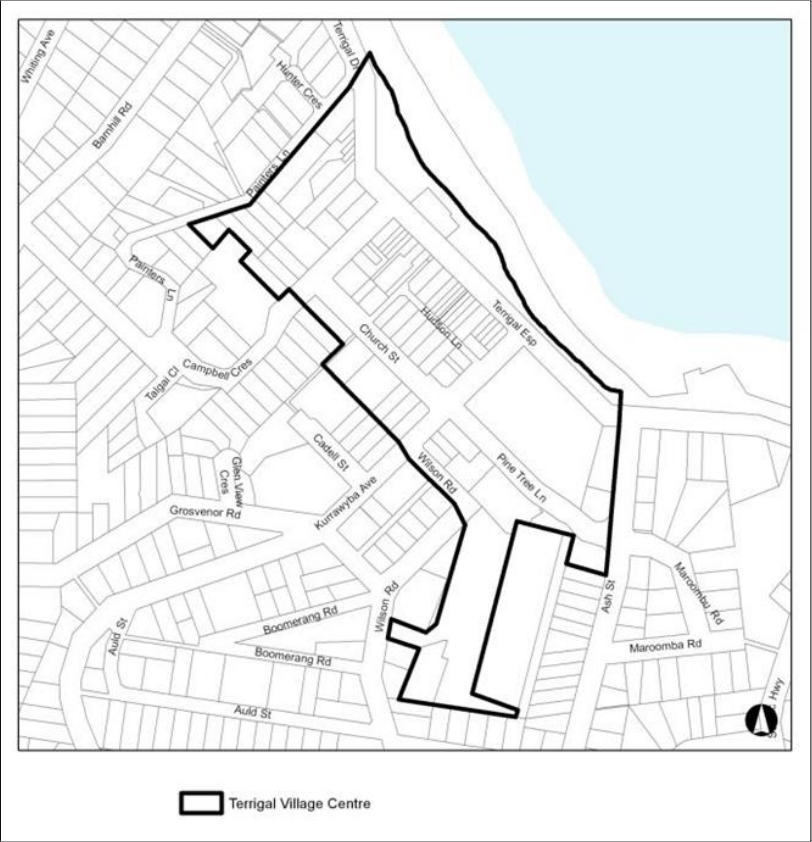 Whiting Ave
Barnhill Rd
Terrigal Dr
Hunter Cres
Painters Ln
Painters Ln
Talgai Cl
Campbell Cres
Church St
Hudson Ln
Terrigal Esp
Glen View Cres
Cadell St
Kurrawyba Ave
Wilson Rd
Pine Tree Ln
Grosvenor Rd
Wilson Rd
Boomerang Rd
Boomerang Rd
Auld St
Auld St
Ash St
Maroombu Rd
Maroomba Rd
Hwy
Terrigal Village Centre